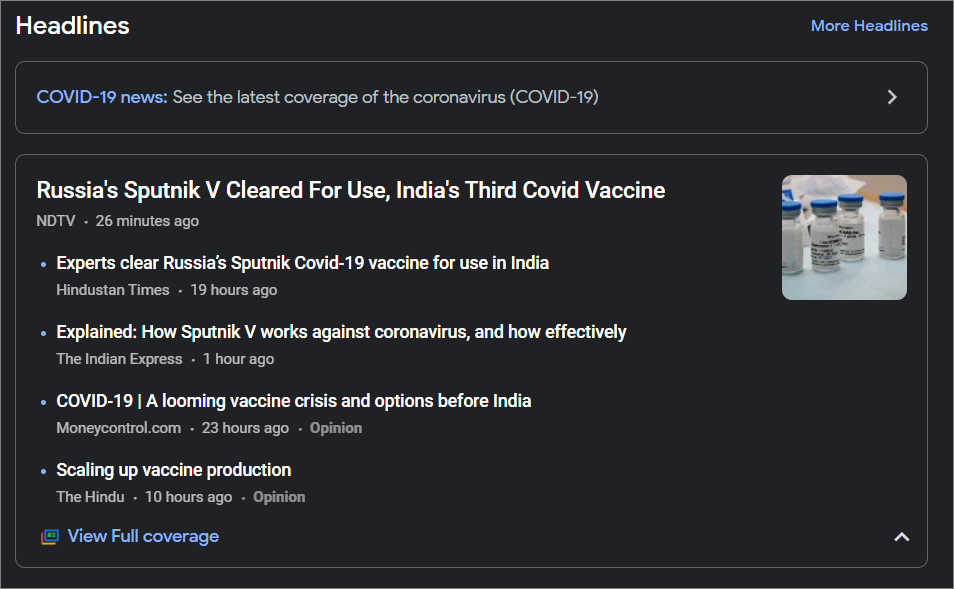 Headlines
More Headlines
COVID-19 news: See the latest coverage of the coronavirus (COVID-19)
Russia's Sputnik V Cleared For Use, India's Third Covid Vaccine
NDTV · 26 minutes ago
Experts clear Russia’s Sputnik Covid-19 vaccine for use in India
Hindustan Times · 19 hours ago
Explained: How Sputnik V works against coronavirus, and how effectively
The Indian Express · 1 hour ago
COVID-19 | A looming vaccine crisis and options before India
Moneycontrol.com · 23 hours ago · Opinion
Scaling up vaccine production
The Hindu · 10 hours ago · Opinion
View Full coverage